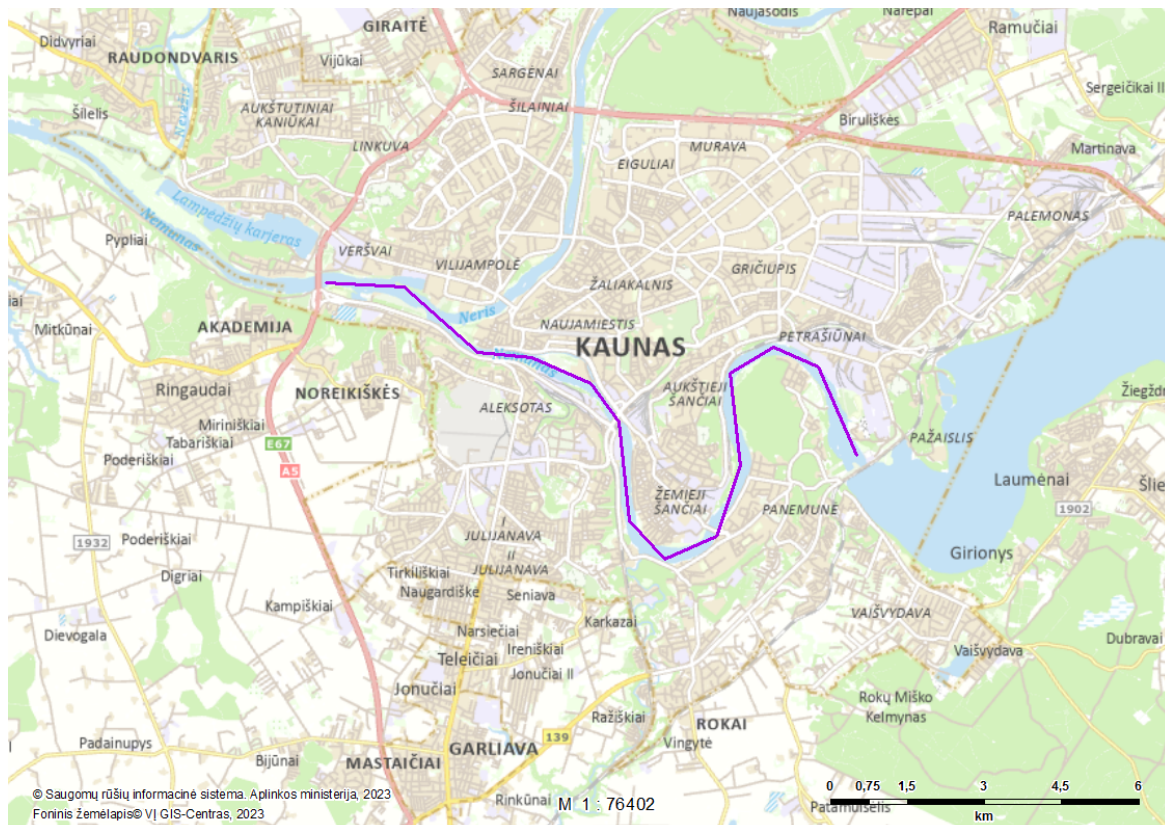 Naujasodis
Narėpai
GIRAITĖ
Ramučiai
Didvyriai
RAUDONDVARIS
Vijūkai
SARGĖNAI
Sergeičikai II
Šilelis
Nevėžis
AUKŠTUTINIAI
KANIŪKAI
ŠILAINIAI
Biruliškės
LINKUVA
EIGULIAI
MURAVA
Martinava
Lampėdžių karjeras
Nemunas
PALEMONAS
Pypliai
VERŠVAI
VILIJAMPOLĖ
GRIČIUPIS
ŽALIAKALNIS
Neris
Mitkūnai
AKADEMIJA
NAUJAMIESTIS
PETRAŠIŪNAI
KAUNAS
Nemunas
Ringaudai
NOREIKIŠKĖS
AUKŠTIEJI
ŠANČIAI
ALEKSOTAS
Miriniškiai
Tabariškiai
E67
PAŽAISLIS
Poderiškiai
A5
Laumėnai
ŽEMIEJI
ŠANČIAI
PANEMUNĖ
1902
I
JULIJANAVA
1932
Poderiškiai
II
JULIJANAVA
Girionys
Digriai
Tirkiliškiai
Naugardiškė
Seniava
Kampiškiai
Karkazai
VAIŠVYDAVA
Dievogala
Narsiečiai
Ireniškiai
Vaišvydava
Dubravai
Teleičiai
Jonučiai II
Jonučiai
Rokų Miško
Kelmynas
Ražiškiai
ROKAI
139
Vingytė
Padainupys
GARLIAVA
Bijūnai
MASTAIČIAI
Rinkūnai
Patamulšėlis
© Saugomų rūšių informacinė sistema. Aplinkos ministerija, 2023
Foninis žemėlapis© VĮ GIS-Centras, 2023
M 1 : 76402
0 0,75 1,5 3 4,5 6
km